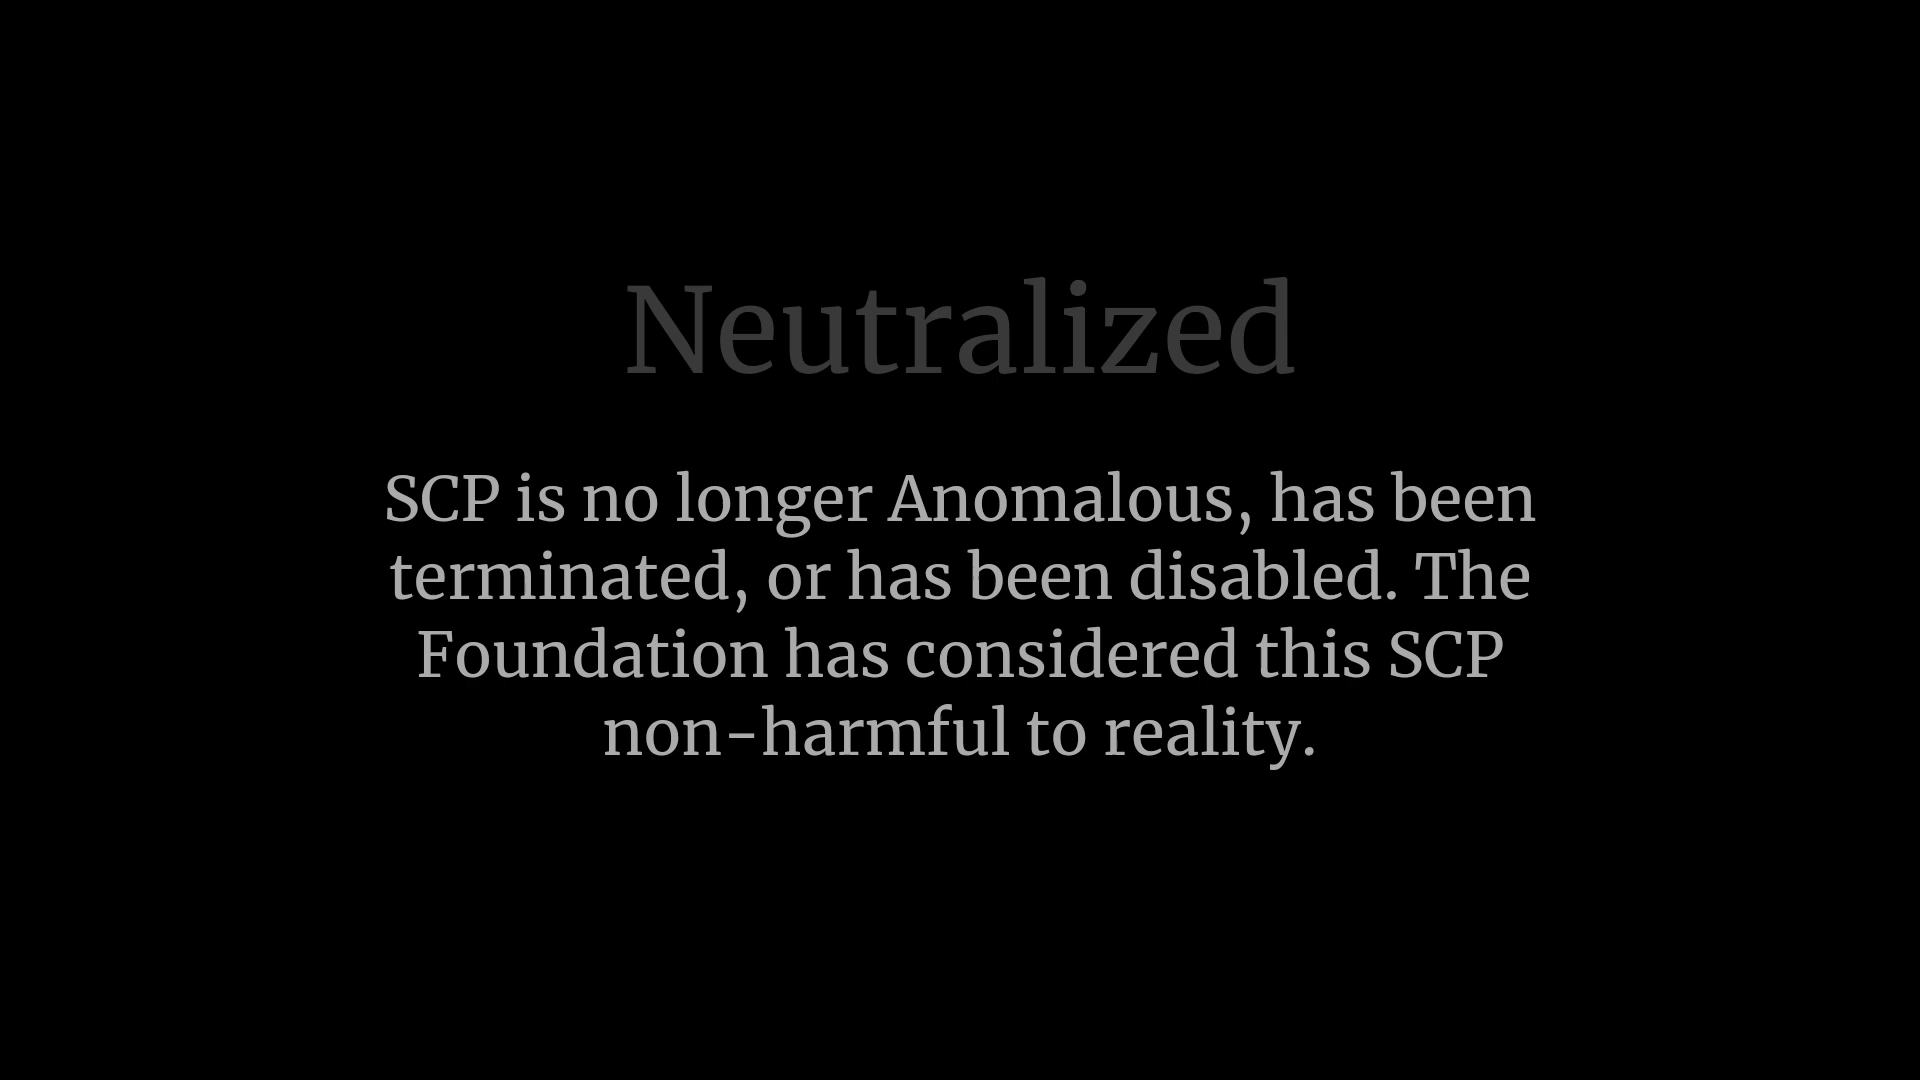 Neutralized
SCP is no longer Anomalous, has been
terminated, or has been disabled. The
Foundation has considered this SCP
non-harmful to reality.